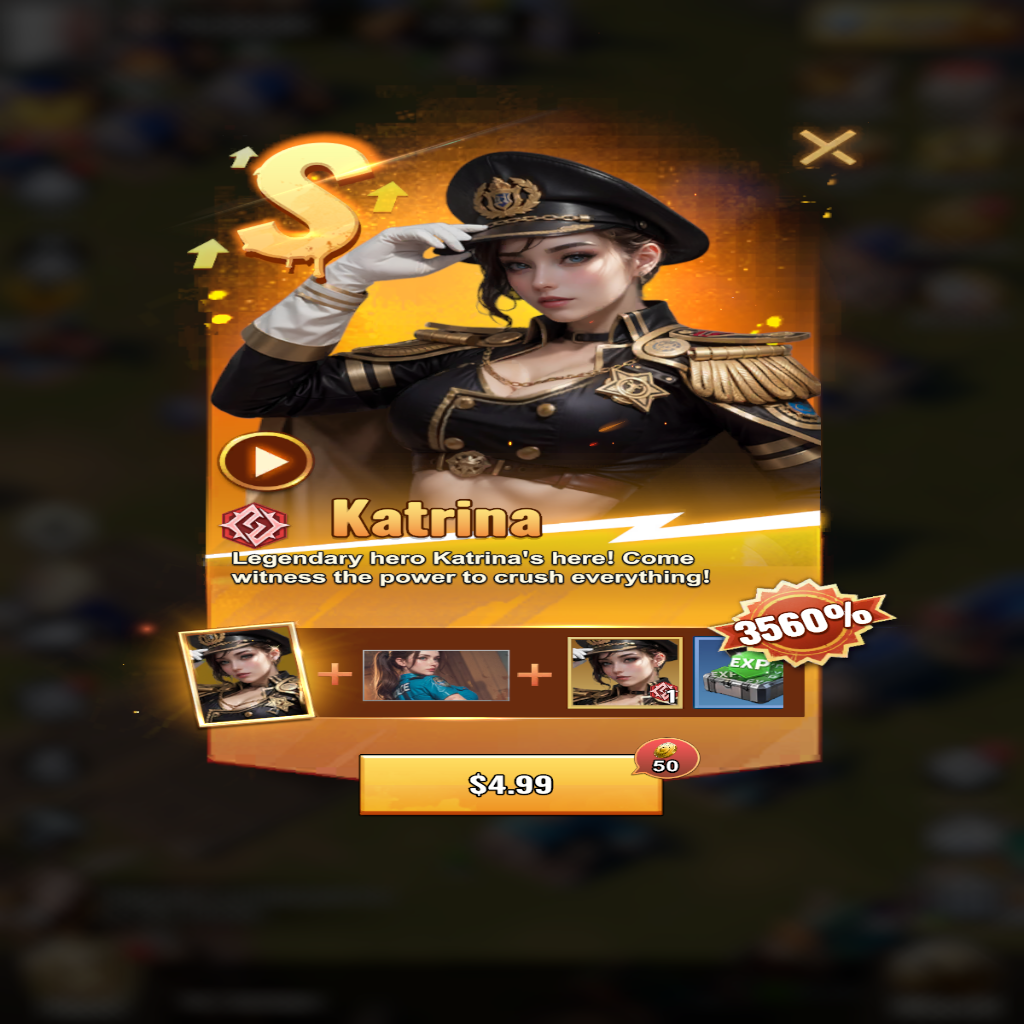 S
Katrina
Legendary hero Katrina's here! Come
witness the power to crush everything!
3560%
EXP
1
$4.99
50